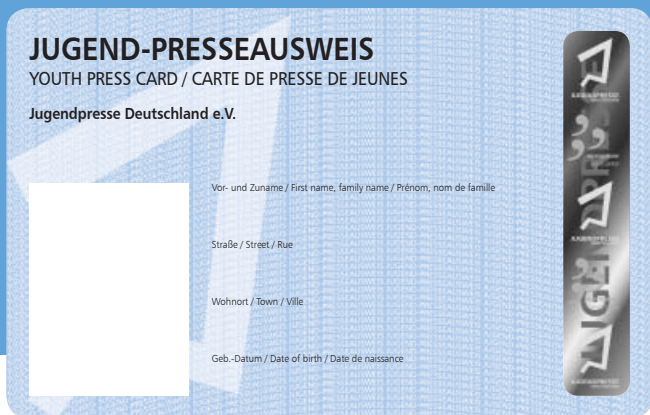 JUGEND-PRESSEAUSWEIS
YOUTH PRESS CARD / CARTE DE PRESSE DE JEUNES
Jugendpresse Deutschland e.V.
Vor- und Zuname / First name, family name / Prénom, nom de famille
Straße / Street / Rue
Wohnort / Town / Ville
Geb.-Datum / Date of birth / Date de naissance